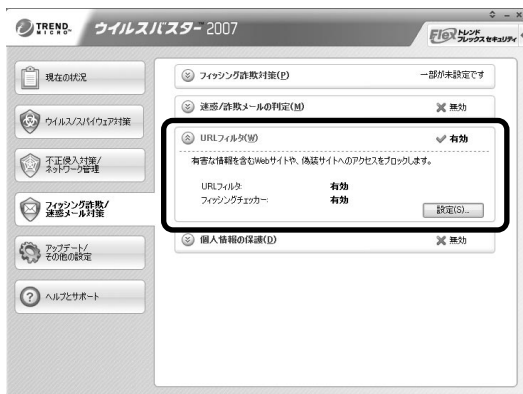 TREND MICRO ウイルスバスター 2007
Flex トレンド フレックス セキュリティ
現在の状況
ウイルス/スパイウェア対策
不正侵入対策/
ネットワーク管理
フィッシング詐欺/
迷惑メール対策
アップデート/
その他の設定
ヘルプとサポート
フィッシング詐欺対策(P) 一部が未設定です
迷惑/詐欺メールの判定(M) 無効
URLフィルタ(W) 有効
有害な情報を含むWebサイトや、偽装サイトへのアクセスをブロックします。
URLフィルタ: 有効
フィッシングチェッカー: 有効
設定(S)...
個人情報の保護(D) 無効